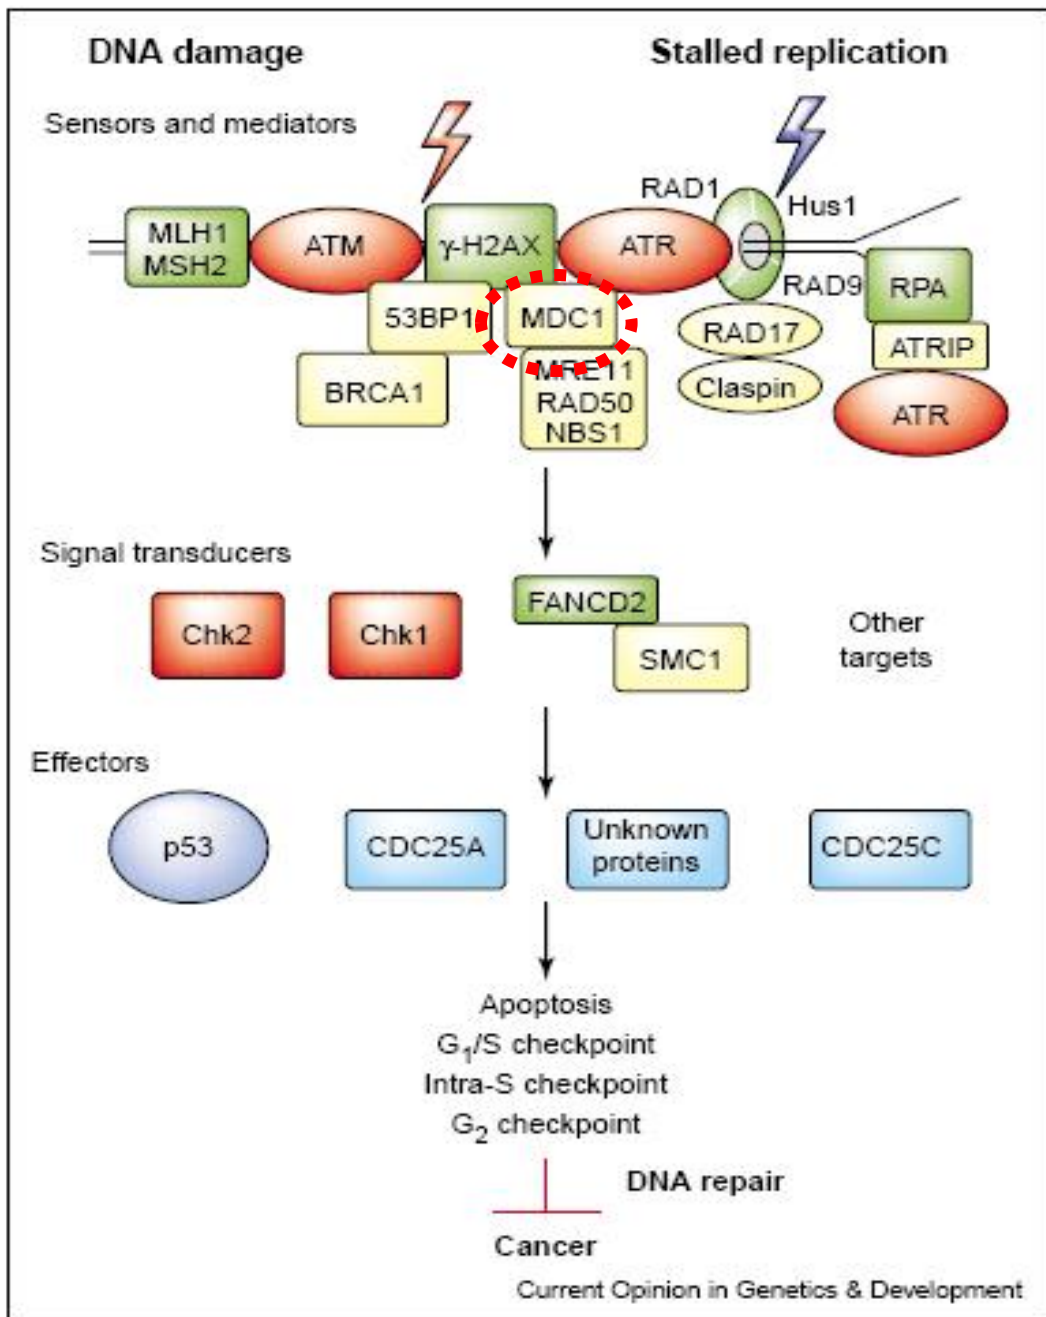 DNA damage
Stalled replication
Sensors and mediators
RAD1
Hus1
MLH1
MSH2
ATM
γ-H2AX
ATR
RAD9
RPA
53BP1
MDC1
RAD17
ATRIP
BRCA1
MRE11
RAD50
NBS1
Claspin
ATR
Signal transducers
Chk2
Chk1
FANCD2
SMC1
Other
targets
Effectors
p53
CDC25A
Unknown
proteins
CDC25C
Apoptosis
G₁/S checkpoint
Intra-S checkpoint
G₂ checkpoint
DNA repair
Cancer
Current Opinion in Genetics & Development